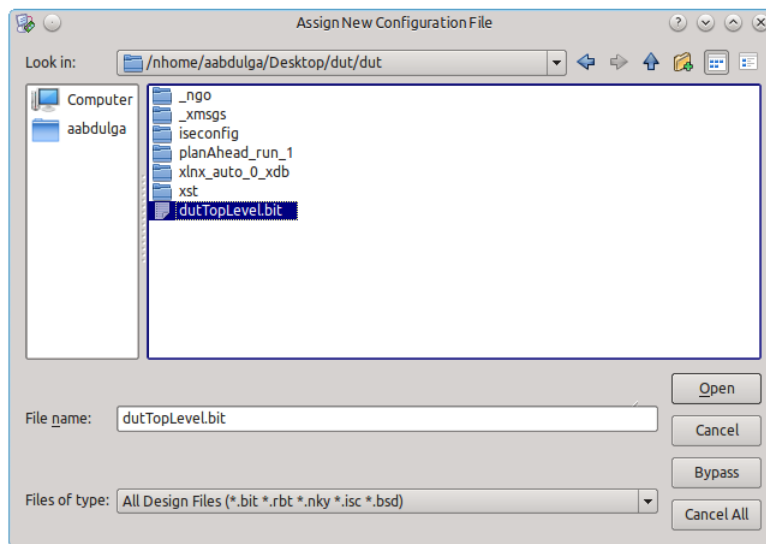 Assign New Configuration File
Look in: /nhome/aabdulga/Desktop/dut/dut
Computer
aabdulga
_ngo
_xmsgs
iseconfig
planAhead_run_1
xlnx_auto_0_xdb
xst
dutTopLevel.bit
Open
File name: dutTopLevel.bit
Cancel
Bypass
Files of type: All Design Files (*.bit *.rbt *.nky *.isc *.bsd)
Cancel All